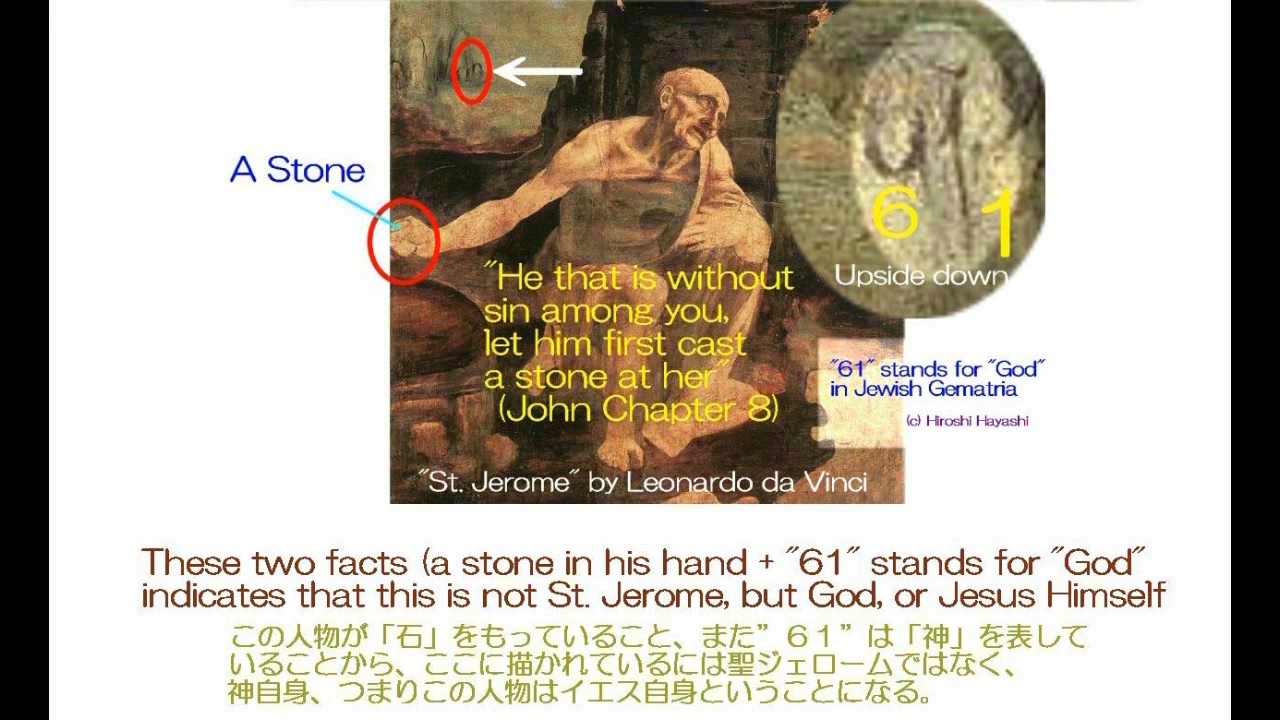 A Stone
6 1
Upside down
"He that is without
sin among you,
let him first cast
a stone at her"
(John Chapter 8)
"61" stands for "God"
in Jewish Gematria
(c) Hiroshi Hayashi
"St. Jerome" by Leonardo da Vinci
These two facts (a stone in his hand + "61" stands for "God"
indicates that this is not St. Jerome, but God, or Jesus Himself
この人物が「石」をもっていること、また”６１”は「神」を表して
いることから、ここに描かれているには聖ジェロームではなく、
神自身、つまりこの人物はイエス自身ということになる。